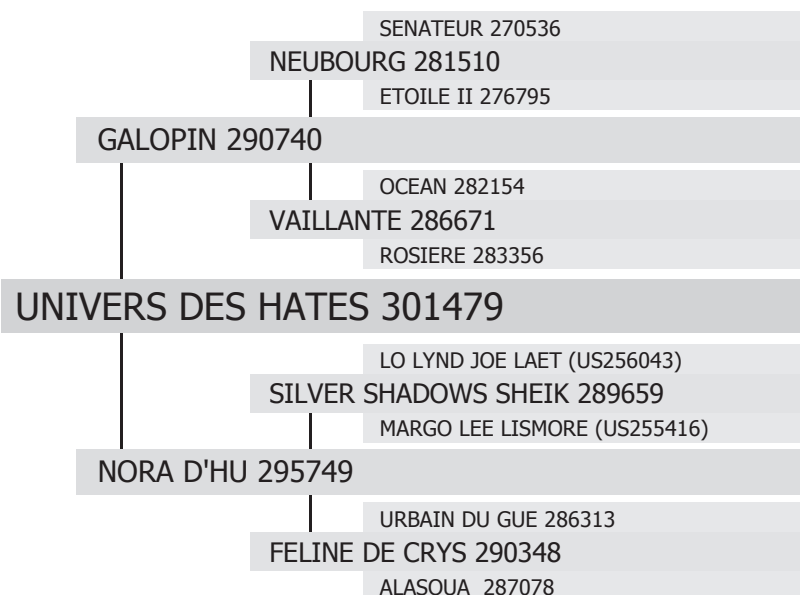 SENATEUR 270536
NEUBOURG 281510
ETOILE II 276795
GALOPIN 290740
OCEAN 282154
VAILLANTE 286671
ROSIERE 283356
UNIVERS DES HATES 301479
LO LYND JOE LAET (US256043)
SILVER SHADOWS SHEIK 289659
MARGO LEE LISMORE (US255416)
NORA D'HU 295749
URBAIN DU GUE 286313
FELINE DE CRYS 290348
ALASOUA 287078